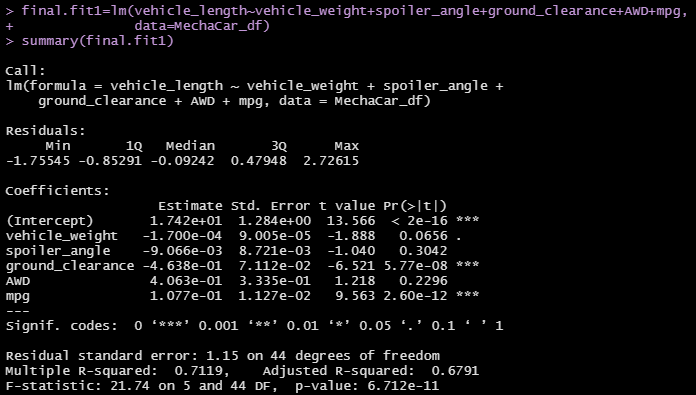 > final.fit1=lm(vehicle_length~vehicle_weight+spoiler_angle+ground_clearance+AWD+mpg,
+               data=MechaCar_df)
> summary(final.fit1)

Call:
lm(formula = vehicle_length ~ vehicle_weight + spoiler_angle +
    ground_clearance + AWD + mpg, data = MechaCar_df)

Residuals:
     Min       1Q   Median       3Q      Max
-1.75545 -0.85291 -0.09242  0.47948  2.72615

Coefficients:
                   Estimate Std. Error t value Pr(>|t|)
(Intercept)       1.742e+01  1.284e+00  13.566  < 2e-16 ***
vehicle_weight   -1.700e-04  9.005e-05  -1.888   0.0656 .
spoiler_angle    -9.066e-03  8.721e-03  -1.040   0.3042
ground_clearance -4.638e-01  7.112e-02  -6.521 5.77e-08 ***
AWD               4.063e-01  3.335e-01   1.218   0.2296
mpg               1.077e-01  1.127e-02   9.563 2.60e-12 ***
---
Signif. codes:  0 ‘***’ 0.001 ‘**’ 0.01 ‘*’ 0.05 ‘.’ 0.1 ‘ ’ 1

Residual standard error: 1.15 on 44 degrees of freedom
Multiple R-squared:  0.7119,    Adjusted R-squared:  0.6791
F-statistic: 21.74 on 5 and 44 DF,  p-value: 6.712e-11